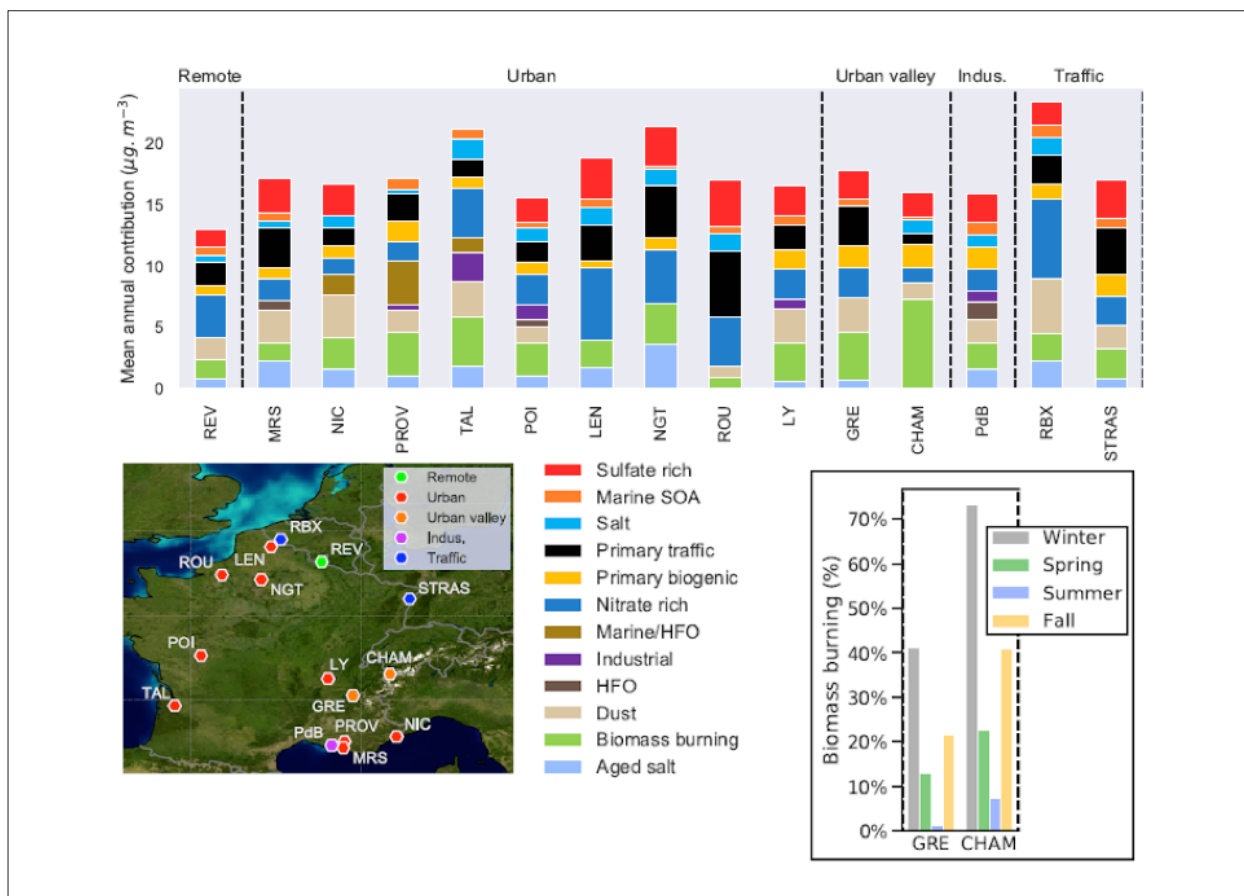 Remote Urban Urban valley Indus. Traffic
Mean annual contribution (µg. m⁻³)
20
15
10
5
0
REV MRS NIC PROV TAL POI LEN NGT ROU LY GRE CHAM PdB RBX STRAS
Remote
Urban
Urban valley
Indus.
Traffic
RBX
REV
LEN
ROU
NGT
STRAS
POI
LY
CHAM
TAL
GRE
PdB
PROV
NIC
MRS
Sulfate rich
Marine SOA
Salt
Primary traffic
Primary biogenic
Nitrate rich
Marine/HFO
Industrial
HFO
Dust
Biomass burning
Aged salt
Biomass burning (%)
70%
60%
50%
40%
30%
20%
10%
0%
Winter
Spring
Summer
Fall
GRE CHAM